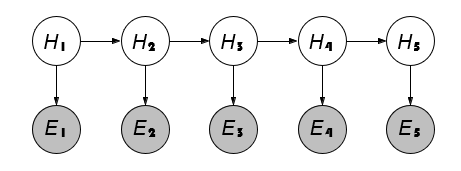 H₁ H₂ H₃ H₄ H₅
E₁ E₂ E₃ E₄ E₅